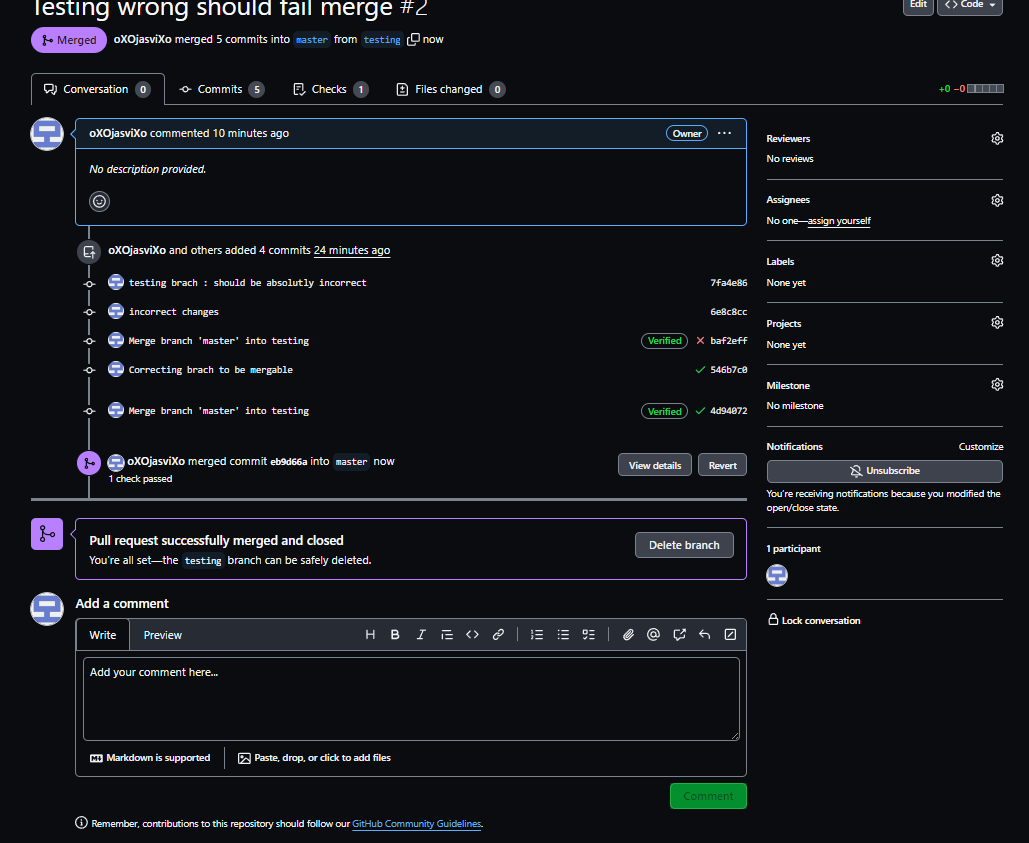 Testing wrong should fail merge #2
Edit
Code
Merged
oXOjasviXo merged 5 commits into master from testing now
Conversation 0
Commits 5
Checks 1
Files changed 0
+0 −0
oXOjasviXo commented 10 minutes ago
Owner
No description provided.
oXOjasviXo and others added 4 commits 24 minutes ago
testing brach : should be absolutly incorrect 7fa4e86
incorrect changes 6e8c8cc
Merge branch 'master' into testing Verified baf2eff
Correcting brach to be mergable 546b7c0
Merge branch 'master' into testing Verified 4d94072
oXOjasviXo merged commit eb9d66a into master now
1 check passed
View details
Revert
Pull request successfully merged and closed
You're all set—the testing branch can be safely deleted.
Delete branch
Add a comment
Write
Preview
Add your comment here...
Markdown is supported
Paste, drop, or click to add files
Comment
Remember, contributions to this repository should follow our GitHub Community Guidelines.
Reviewers
No reviews
Assignees
No one—assign yourself
Labels
None yet
Projects
None yet
Milestone
No milestone
Notifications
Customize
Unsubscribe
You're receiving notifications because you modified the
open/close state.
1 participant
Lock conversation